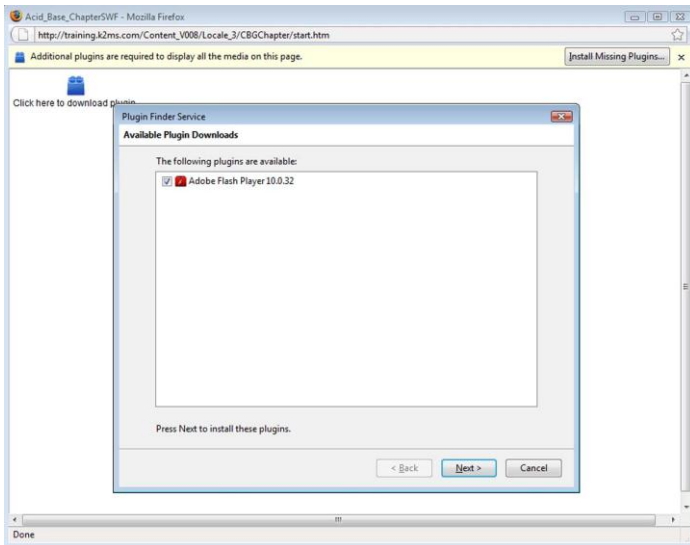 Acid_Base_ChapterSWF - Mozilla Firefox
http://training.k2ms.com/Content_V008/Locale_3/CBGChapter/start.htm
Additional plugins are required to display all the media on this page.
Install Missing Plugins...
Click here to download plugin
Plugin Finder Service
Available Plugin Downloads
The following plugins are available:
Adobe Flash Player 10.0.32
Press Next to install these plugins.
< Back
Next >
Cancel
Done